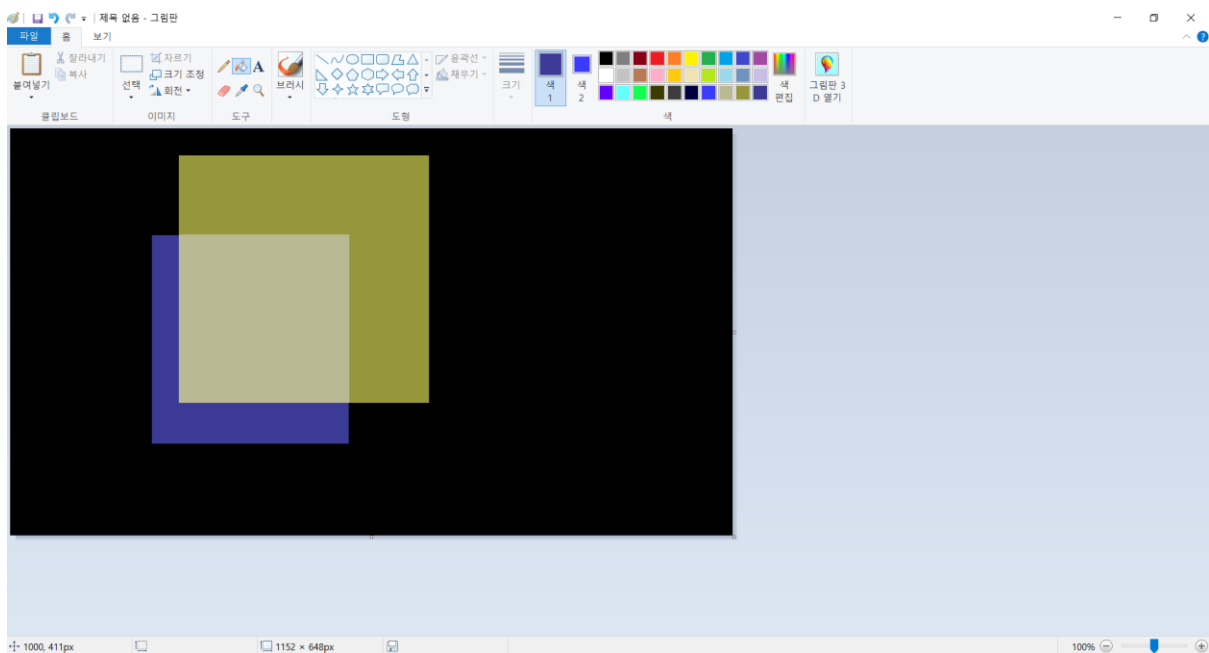 제목 없음 - 그림판
파일 홈 보기
붙여넣기
잘라내기
복사
클립보드
선택
자르기
크기 조정
회전
이미지
A
도구
브러시
도형
윤곽선
채우기
크기
색 1
색 2
색
색 편집
그림판 3D 열기
1000, 411px
1152 × 648px
100%